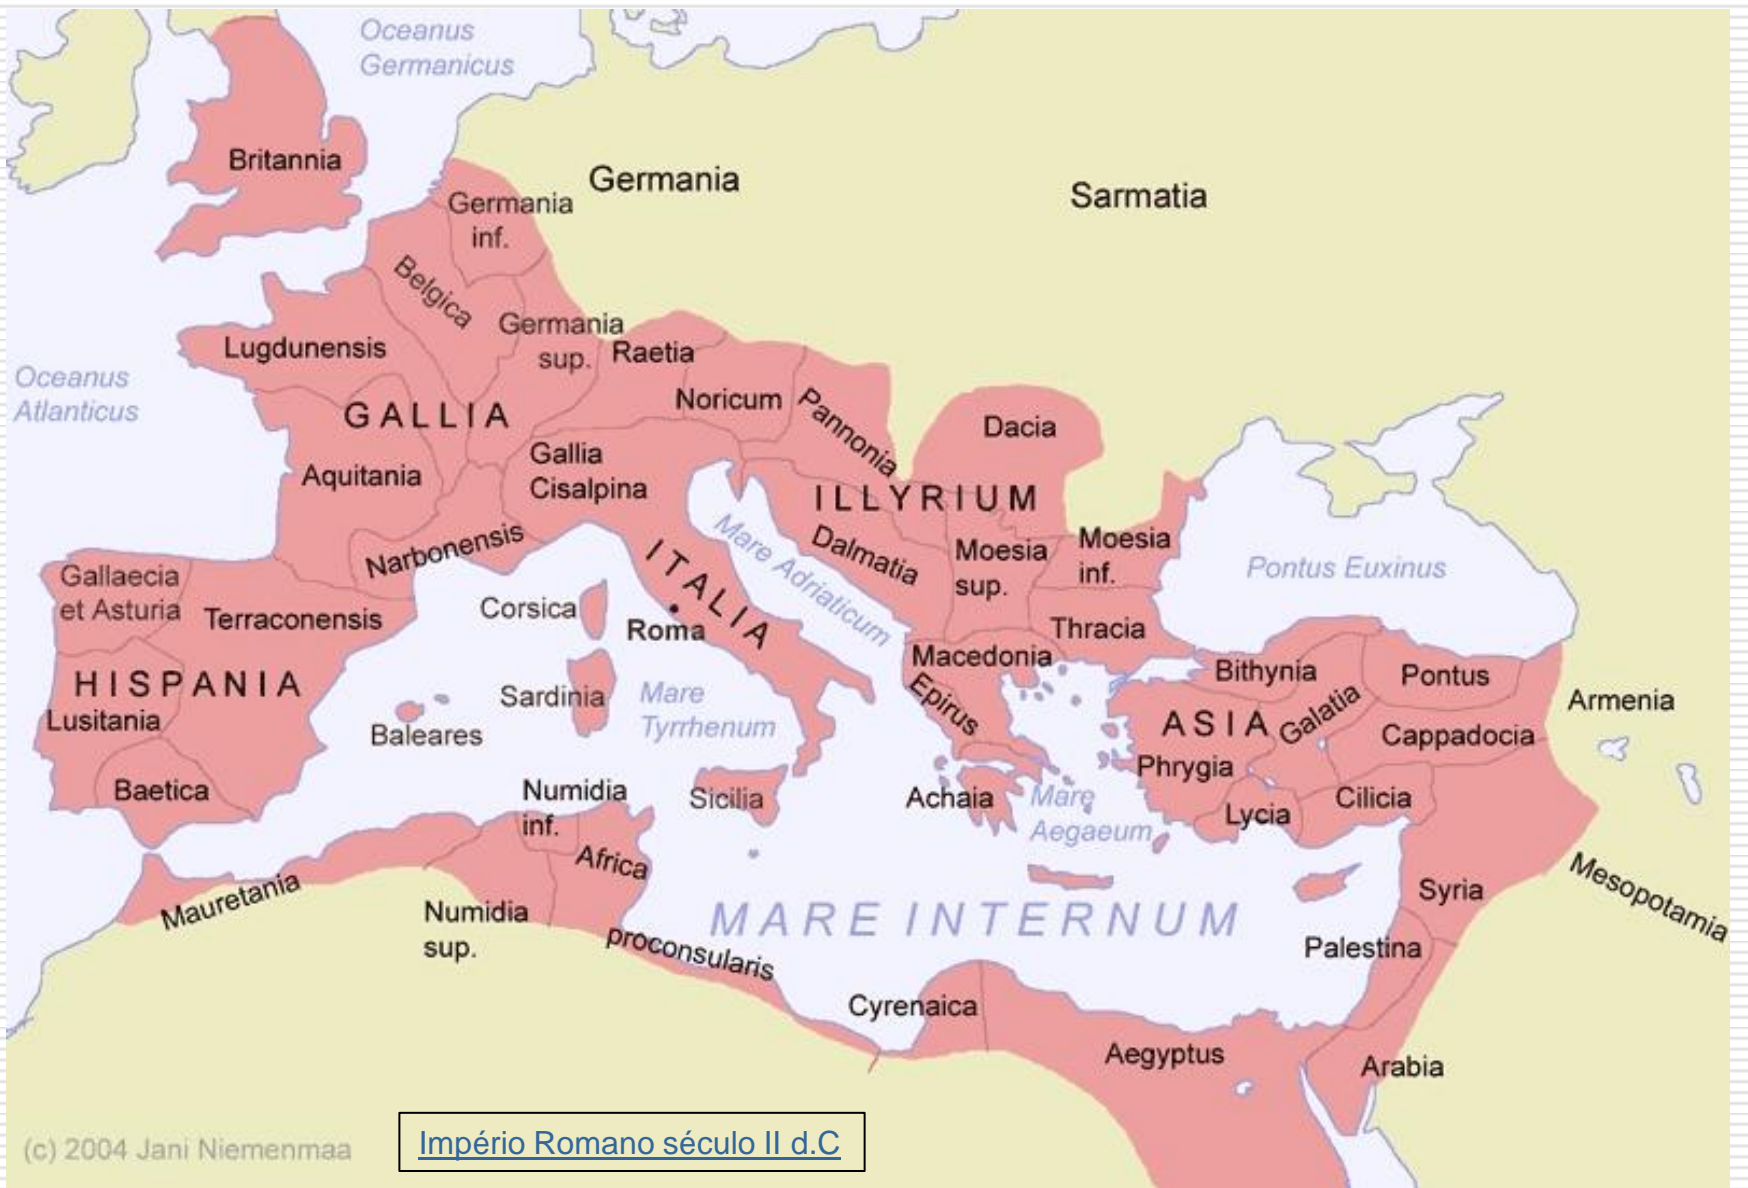 Oceanus
Germanicus
Britannia
Germania
Sarmatia
Germania
inf.
Belgica
Germania
sup.
Lugdunensis
Raetia
Oceanus
Atlanticus
Noricum
Pannonia
GALLIA
Dacia
Gallia
Cisalpina
Aquitania
ILLYRIUM
Narbonensis
ITALIA
Mare Adriaticum
Dalmatia
Moesia
sup.
Moesia
inf.
Pontus Euxinus
Gallaecia
et Asturia
Terraconensis
Corsica
Roma
Thracia
Macedonia
HISPANIA
Lusitania
Sardinia
Mare
Tyrrhenum
Epirus
Bithynia
Pontus
Armenia
ASIA
Galatia
Cappadocia
Baleares
Phrygia
Baetica
Numidia
inf.
Sicilia
Achaia
Mare
Aegaeum
Lycia
Cilicia
Africa
proconsularis
Mauretania
Numidia
sup.
MARE INTERNUM
Syria
Mesopotamia
Palestina
Cyrenaica
Aegyptus
Arabia
(c) 2004 Jani Niemenmaa
Império Romano século II d.C